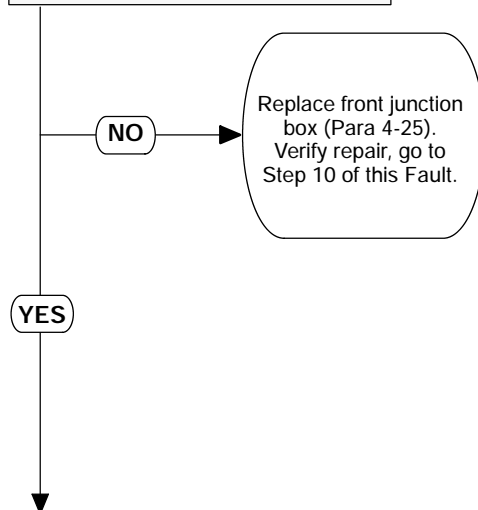 NO
Replace front junction
box (Para 4-25).
Verify repair, go to
Step 10 of this Fault.
YES